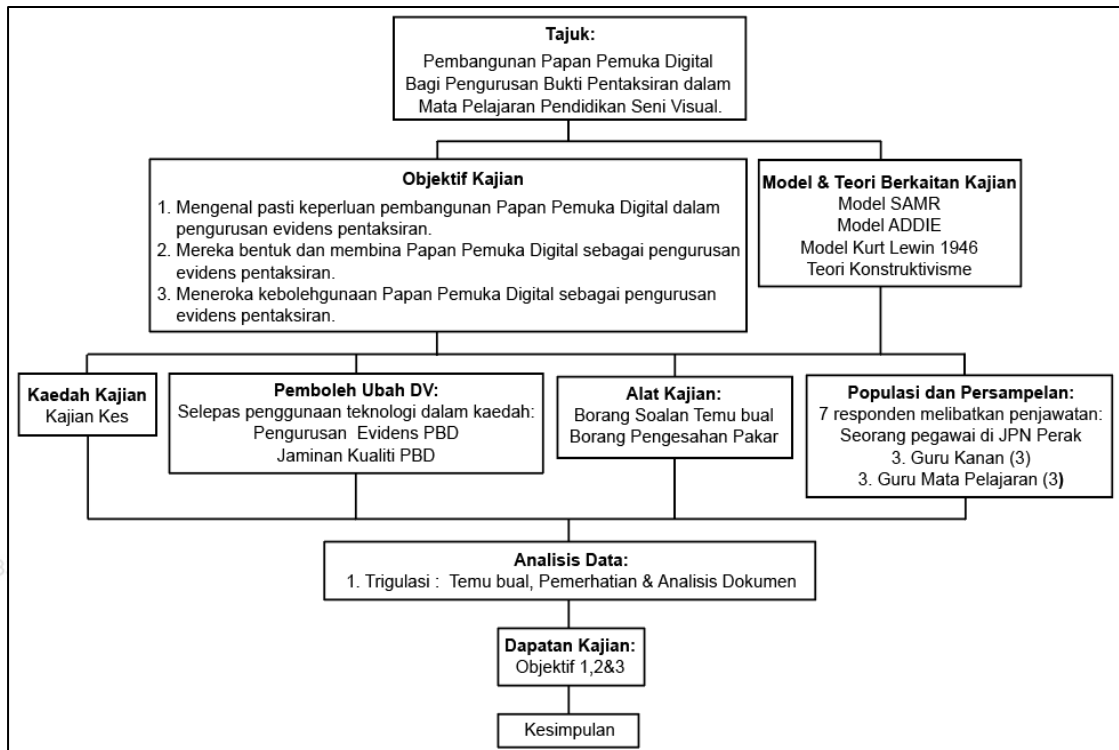 Tajuk:
Pembangunan Papan Pemuka Digital
Bagi Pengurusan Bukti Pentaksiran dalam
Mata Pelajaran Pendidikan Seni Visual.
Objektif Kajian
1. Mengenal pasti keperluan pembangunan Papan Pemuka Digital dalam
pengurusan evidens pentaksiran.
2. Mereka bentuk dan membina Papan Pemuka Digital sebagai pengurusan
evidens pentaksiran.
3. Meneroka kebolehgunaan Papan Pemuka Digital sebagai pengurusan
evidens pentaksiran.
Model & Teori Berkaitan Kajian
Model SAMR
Model ADDIE
Model Kurt Lewin 1946
Teori Konstruktivisme
Kaedah Kajian
Kajian Kes
Pemboleh Ubah DV:
Selepas penggunaan teknologi dalam kaedah:
Pengurusan Evidens PBD
Jaminan Kualiti PBD
Alat Kajian:
Borang Soalan Temu bual
Borang Pengesahan Pakar
Populasi dan Persampelan:
7 responden melibatkan penjawatan:
Seorang pegawai di JPN Perak
3. Guru Kanan (3)
3. Guru Mata Pelajaran (3)
Analisis Data:
1. Trigulasi : Temu bual, Pemerhatian & Analisis Dokumen
Dapatan Kajian:
Objektif 1,2&3
Kesimpulan